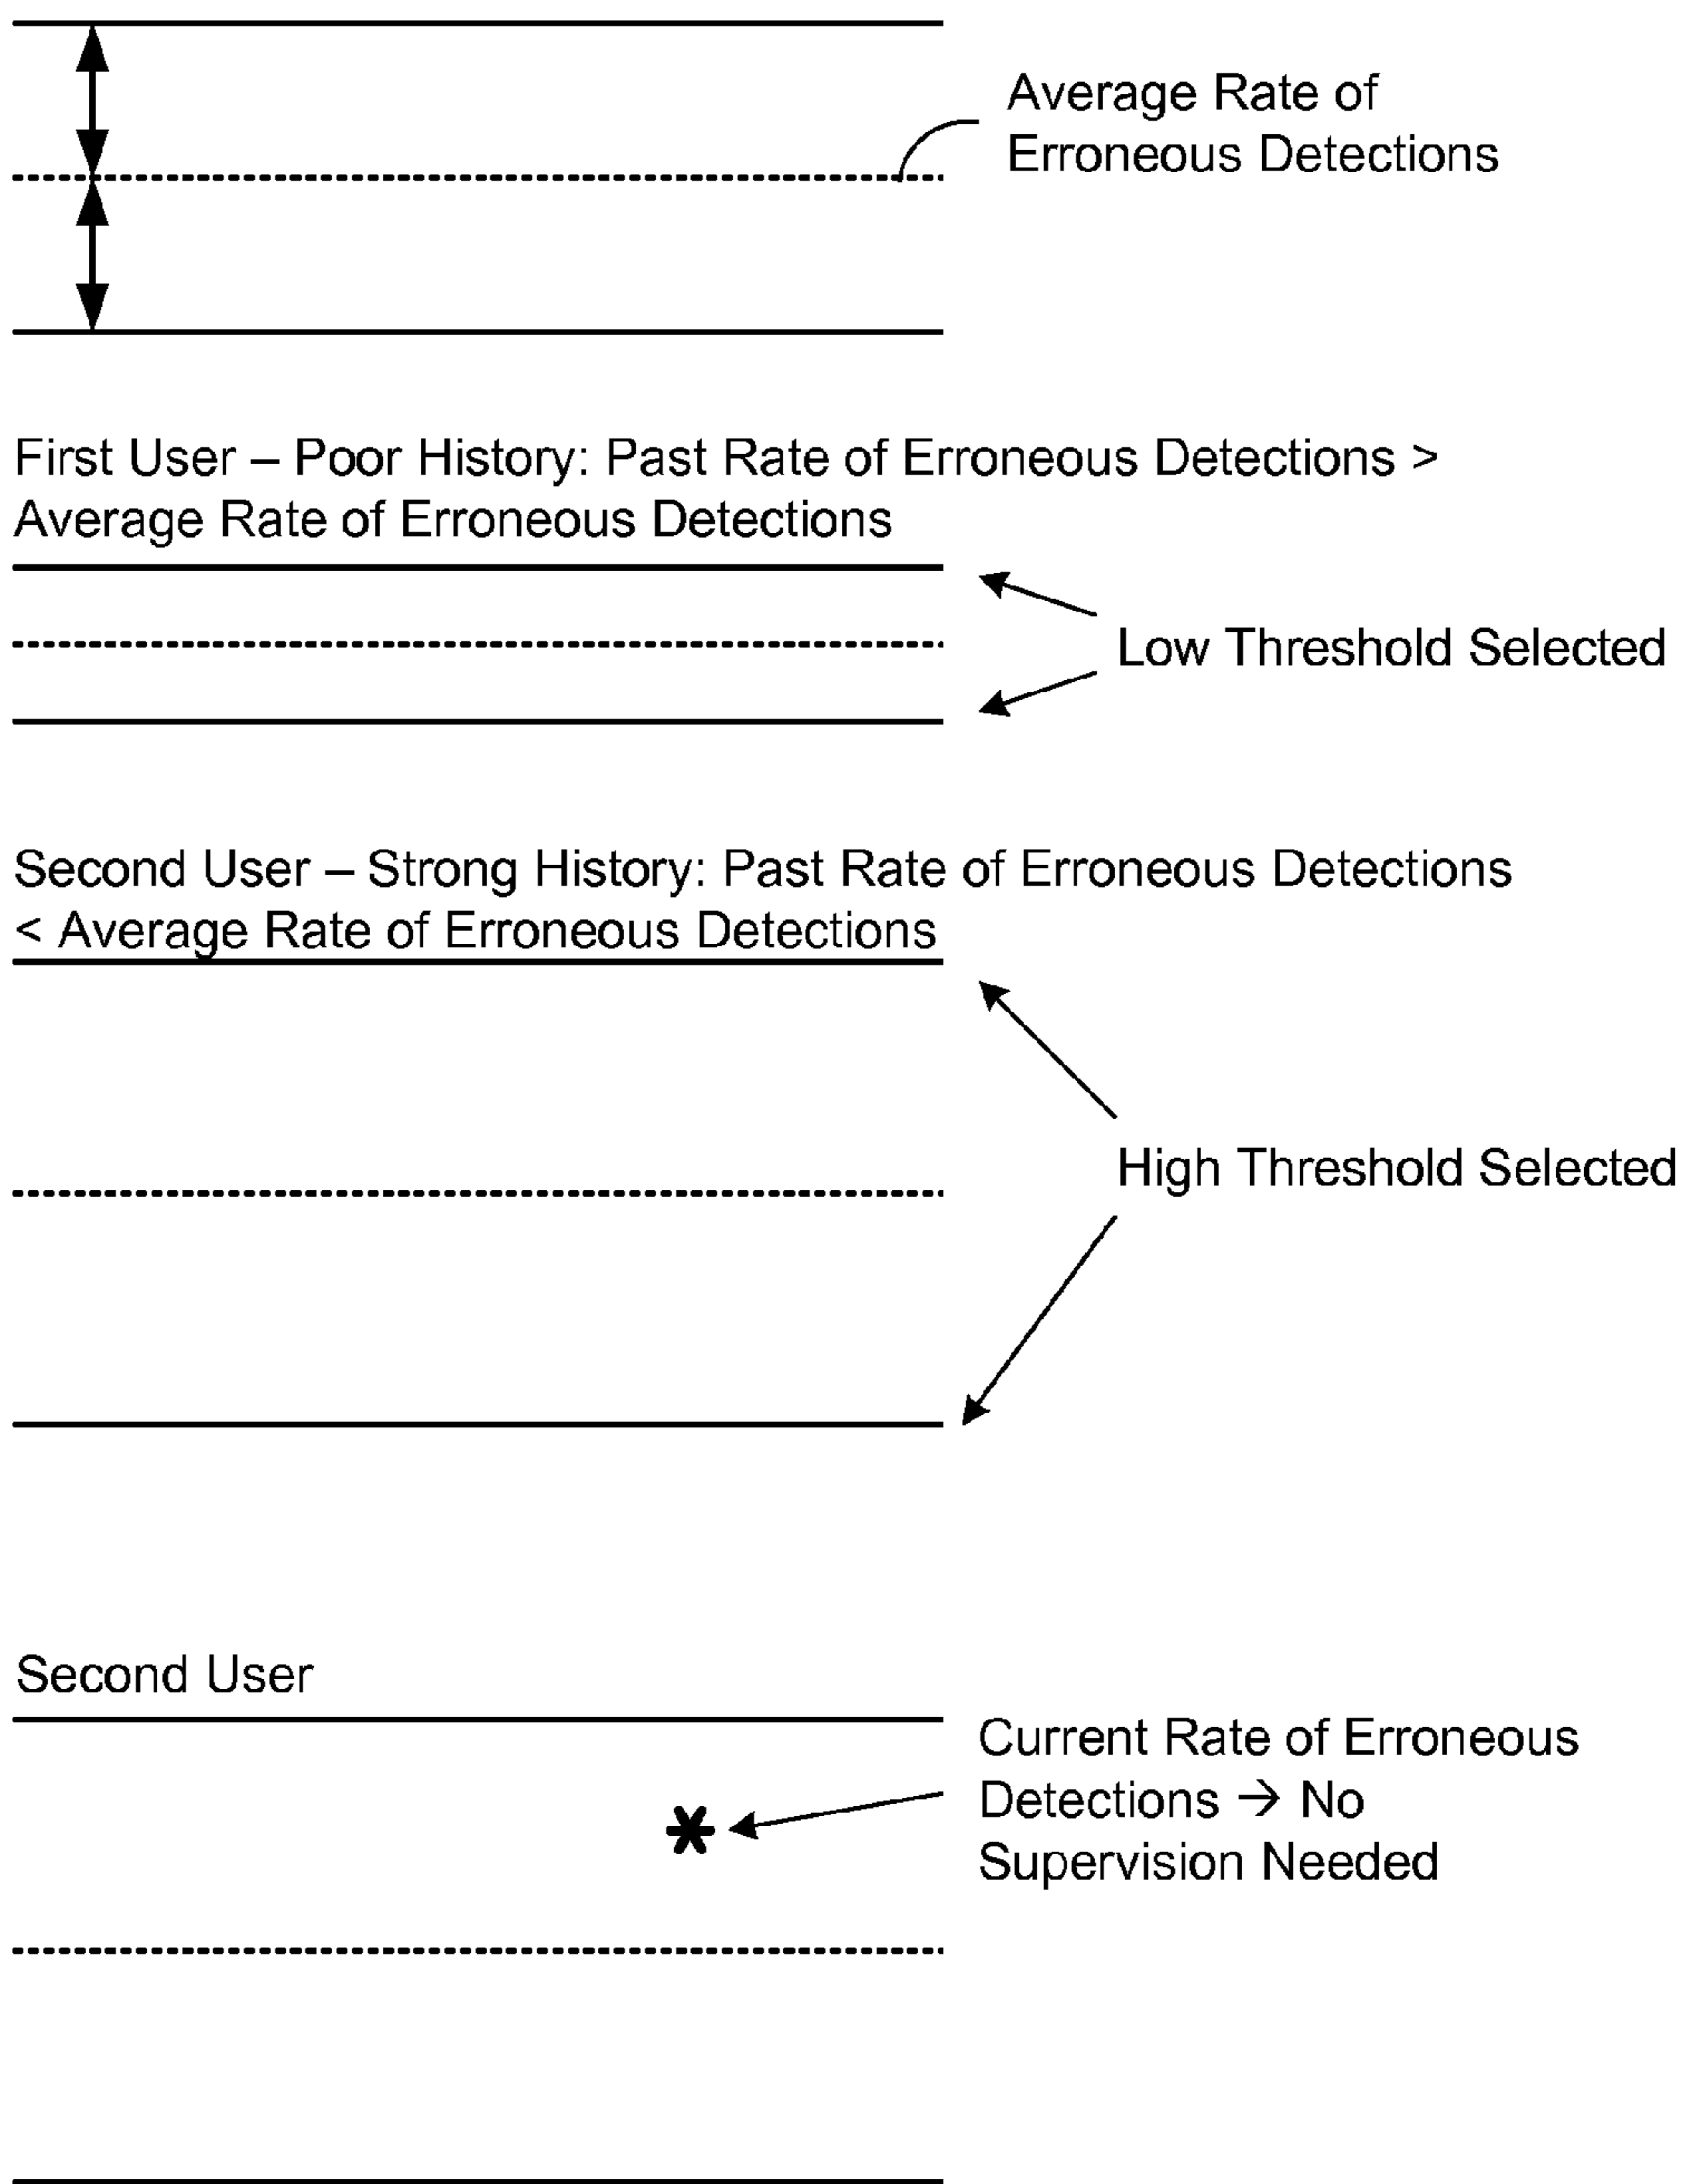 Average Rate of
Erroneous Detections
First User – Poor History: Past Rate of Erroneous Detections >
Average Rate of Erroneous Detections
Low Threshold Selected
Second User – Strong History: Past Rate of Erroneous Detections
< Average Rate of Erroneous Detections
High Threshold Selected
Second User
Current Rate of Erroneous
Detections → No
Supervision Needed